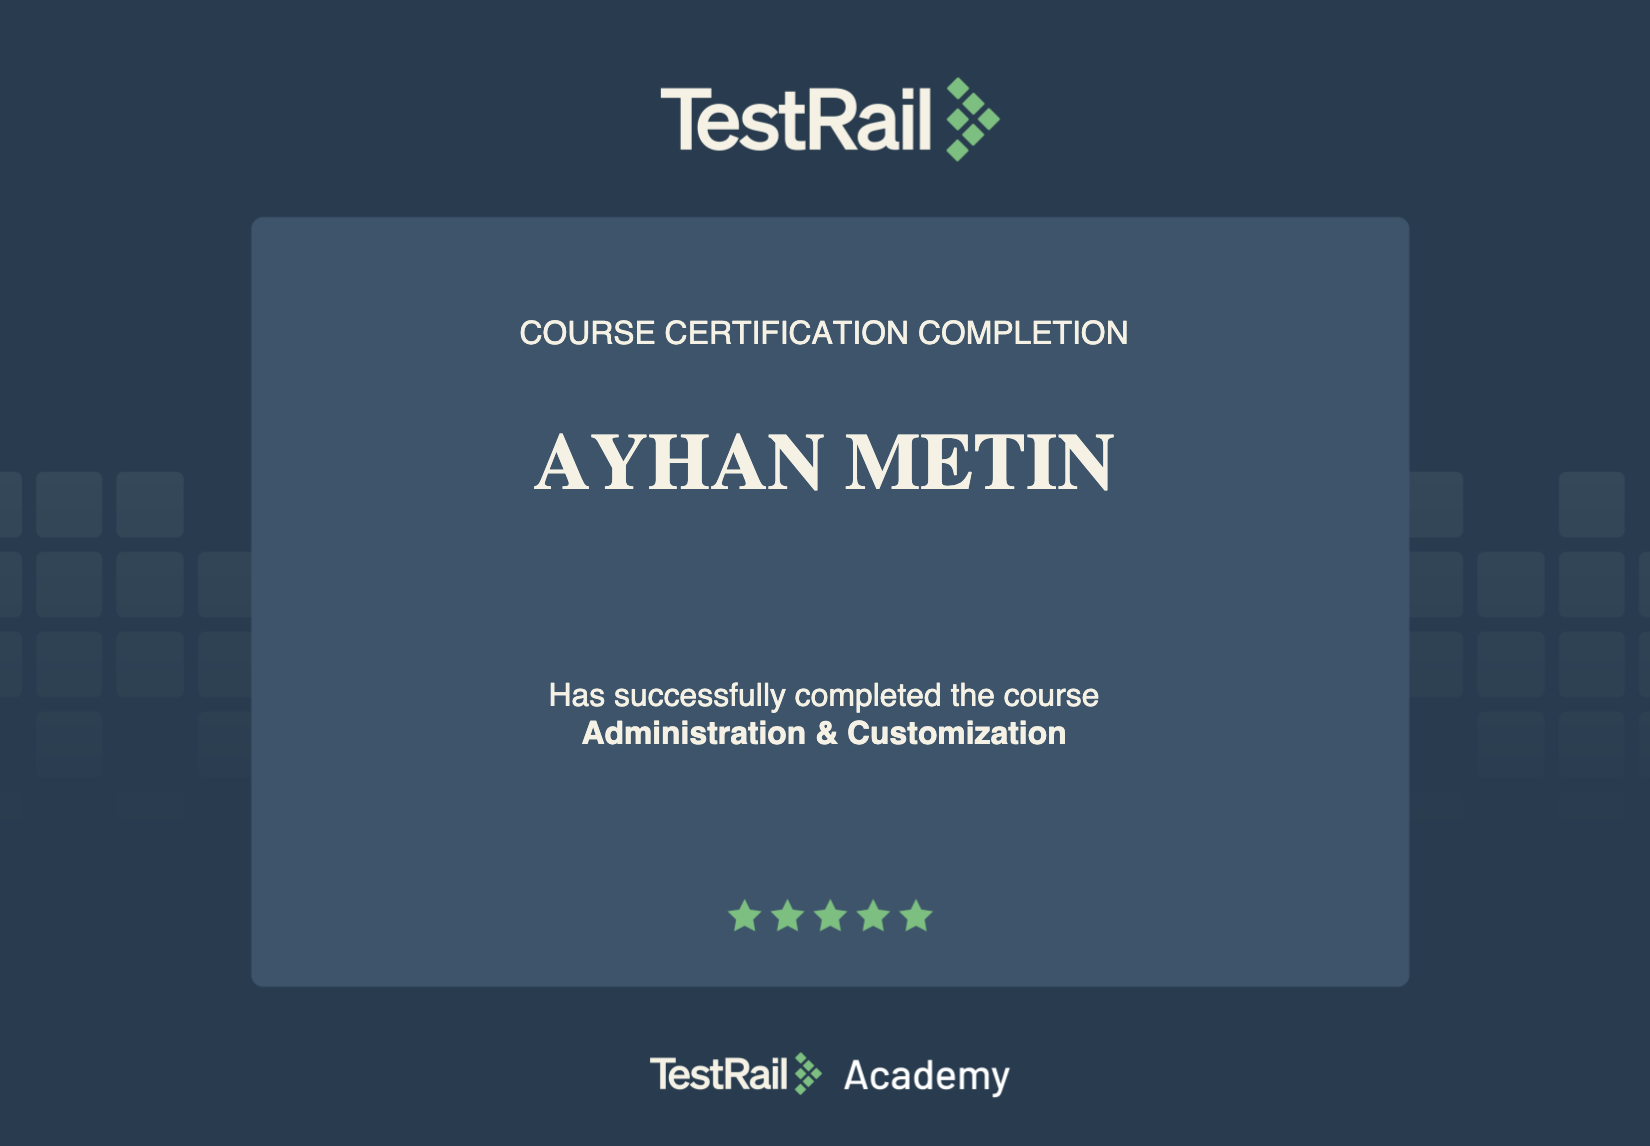 TestRail
COURSE CERTIFICATION COMPLETION
AYHAN METIN
Has successfully completed the course
Administration & Customization
TestRail Academy